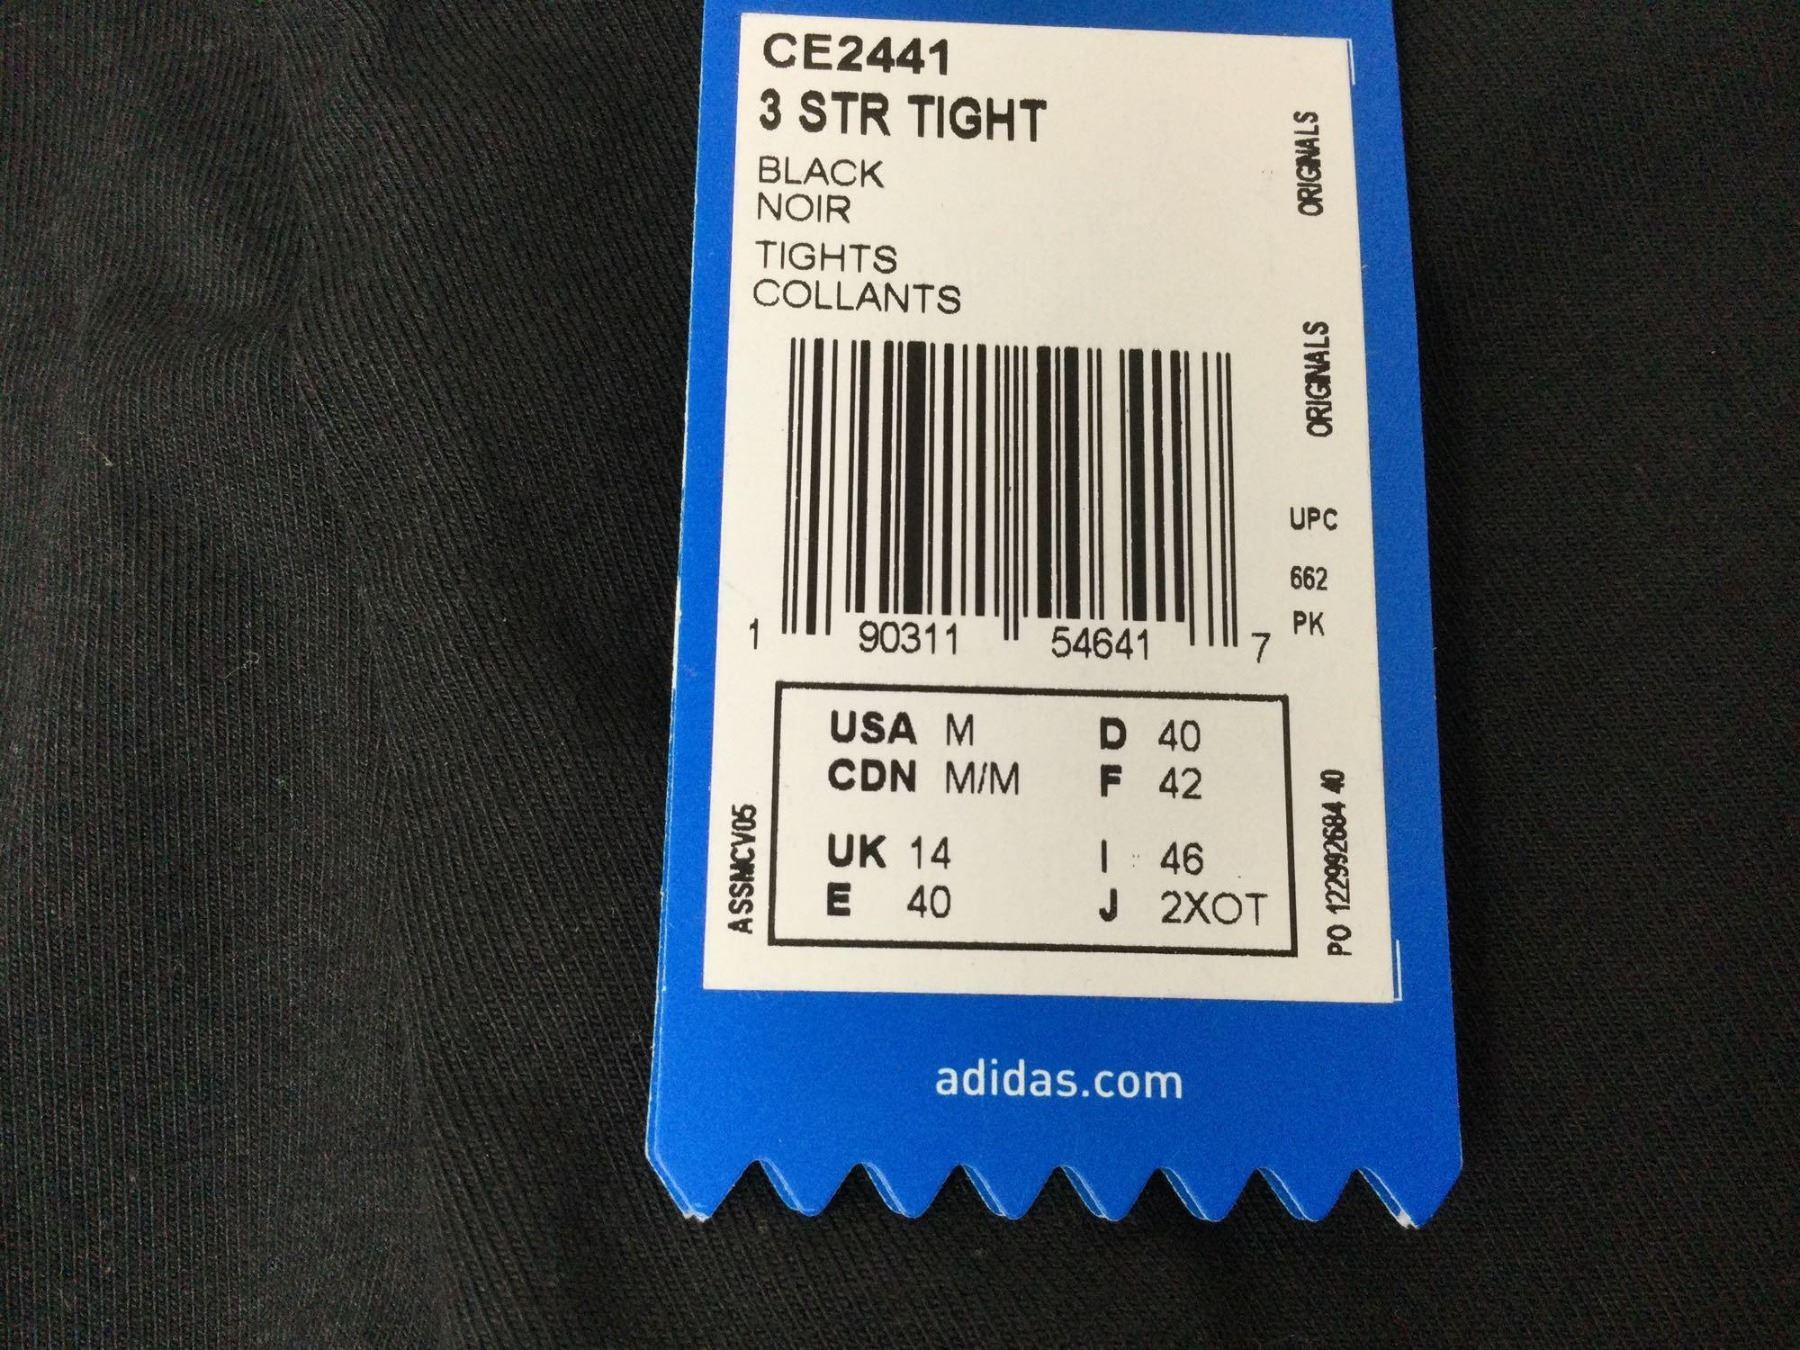 CE2441
3 STR TIGHT
BLACK
NOIR
TIGHTS
COLLANTS
ORIGINALS
ORIGINALS
UPC
662
PK
1 90311 54641 7
USA M D 40
CDN M/M F 42
UK 14 I 46
E 40 J 2XOT
ASSMCV05
PO 122992684 40
adidas.com